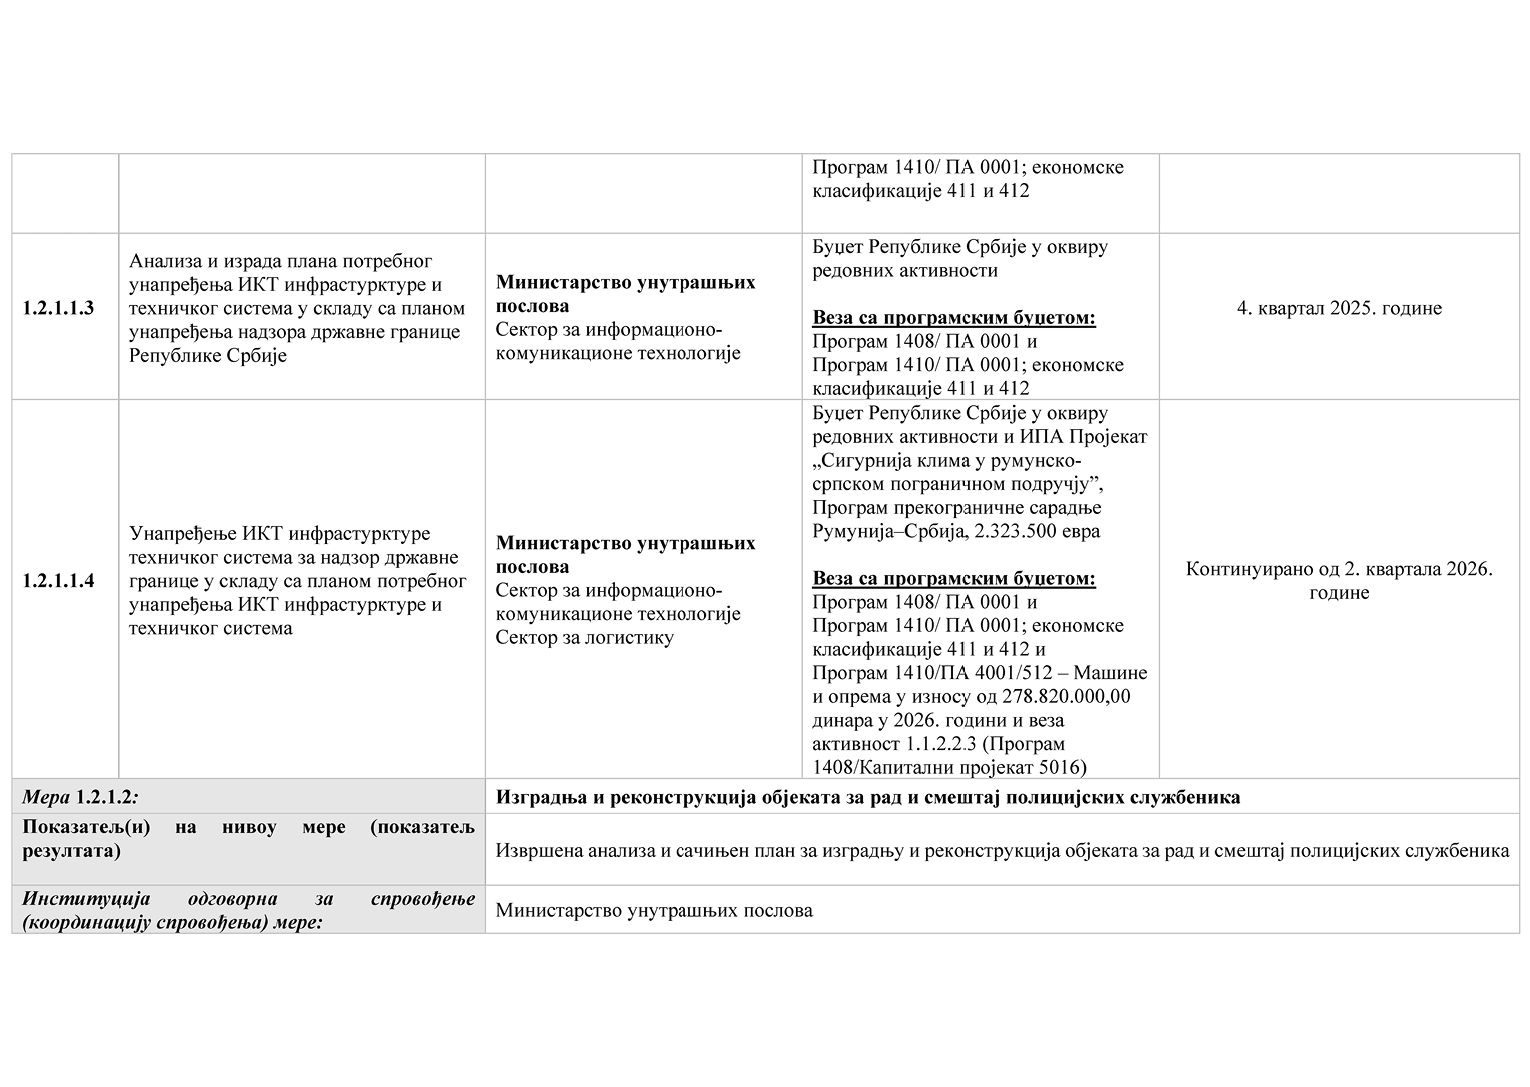 Програм 1410/ ПА 0001; економске
класификације 411 и 412
1.2.1.1.3
Анализа и израда плана потребног
унапређења ИКТ инфрастурктуре и
техничког система у складу са планом
унапређења надзора државне границе
Републике Србије
Министарство унутрашњих
послова
Сектор за информационо-
комуникационе технологије
Буџет Републике Србије у оквиру
редовних активности
Веза са програмским буџетом:
Програм 1408/ ПА 0001 и
Програм 1410/ ПА 0001; економске
класификације 411 и 412
4. квартал 2025. године
1.2.1.1.4
Унапређење ИКТ инфрастурктуре
техничког система за надзор државне
границе у складу са планом потребног
унапређења ИКТ инфрастурктуре и
техничког система
Министарство унутрашњих
послова
Сектор за информационо-
комуникационе технологије
Сектор за логистику
Буџет Републике Србије у оквиру
редовних активности и ИПА Пројекат
„Сигурнија клима у румунско-
српском пограничном подручју”,
Програм прекограничне сарадње
Румунија–Србија, 2.323.500 евра
Веза са програмским буџетом:
Програм 1408/ ПА 0001 и
Програм 1410/ ПА 0001; економске
класификације 411 и 412 и
Програм 1410/ПА 4001/512 – Машине
и опрема у износу од 278.820.000,00
динара у 2026. години и веза
активност 1.1.2.2.3 (Програм
1408/Капитални пројекат 5016)
Континуирано од 2. квартала 2026.
године
Мера 1.2.1.2:
Изградња и реконструкција објеката за рад и смештај полицијских службеника
Показатељ(и) на нивоу мере (показатељ
резултата)
Извршена анализа и сачињен план за изградњу и реконструкција објеката за рад и смештај полицијских службеника
Институција одговорна за спровођење
(координацију спровођења) мере:
Министарство унутрашњих послова